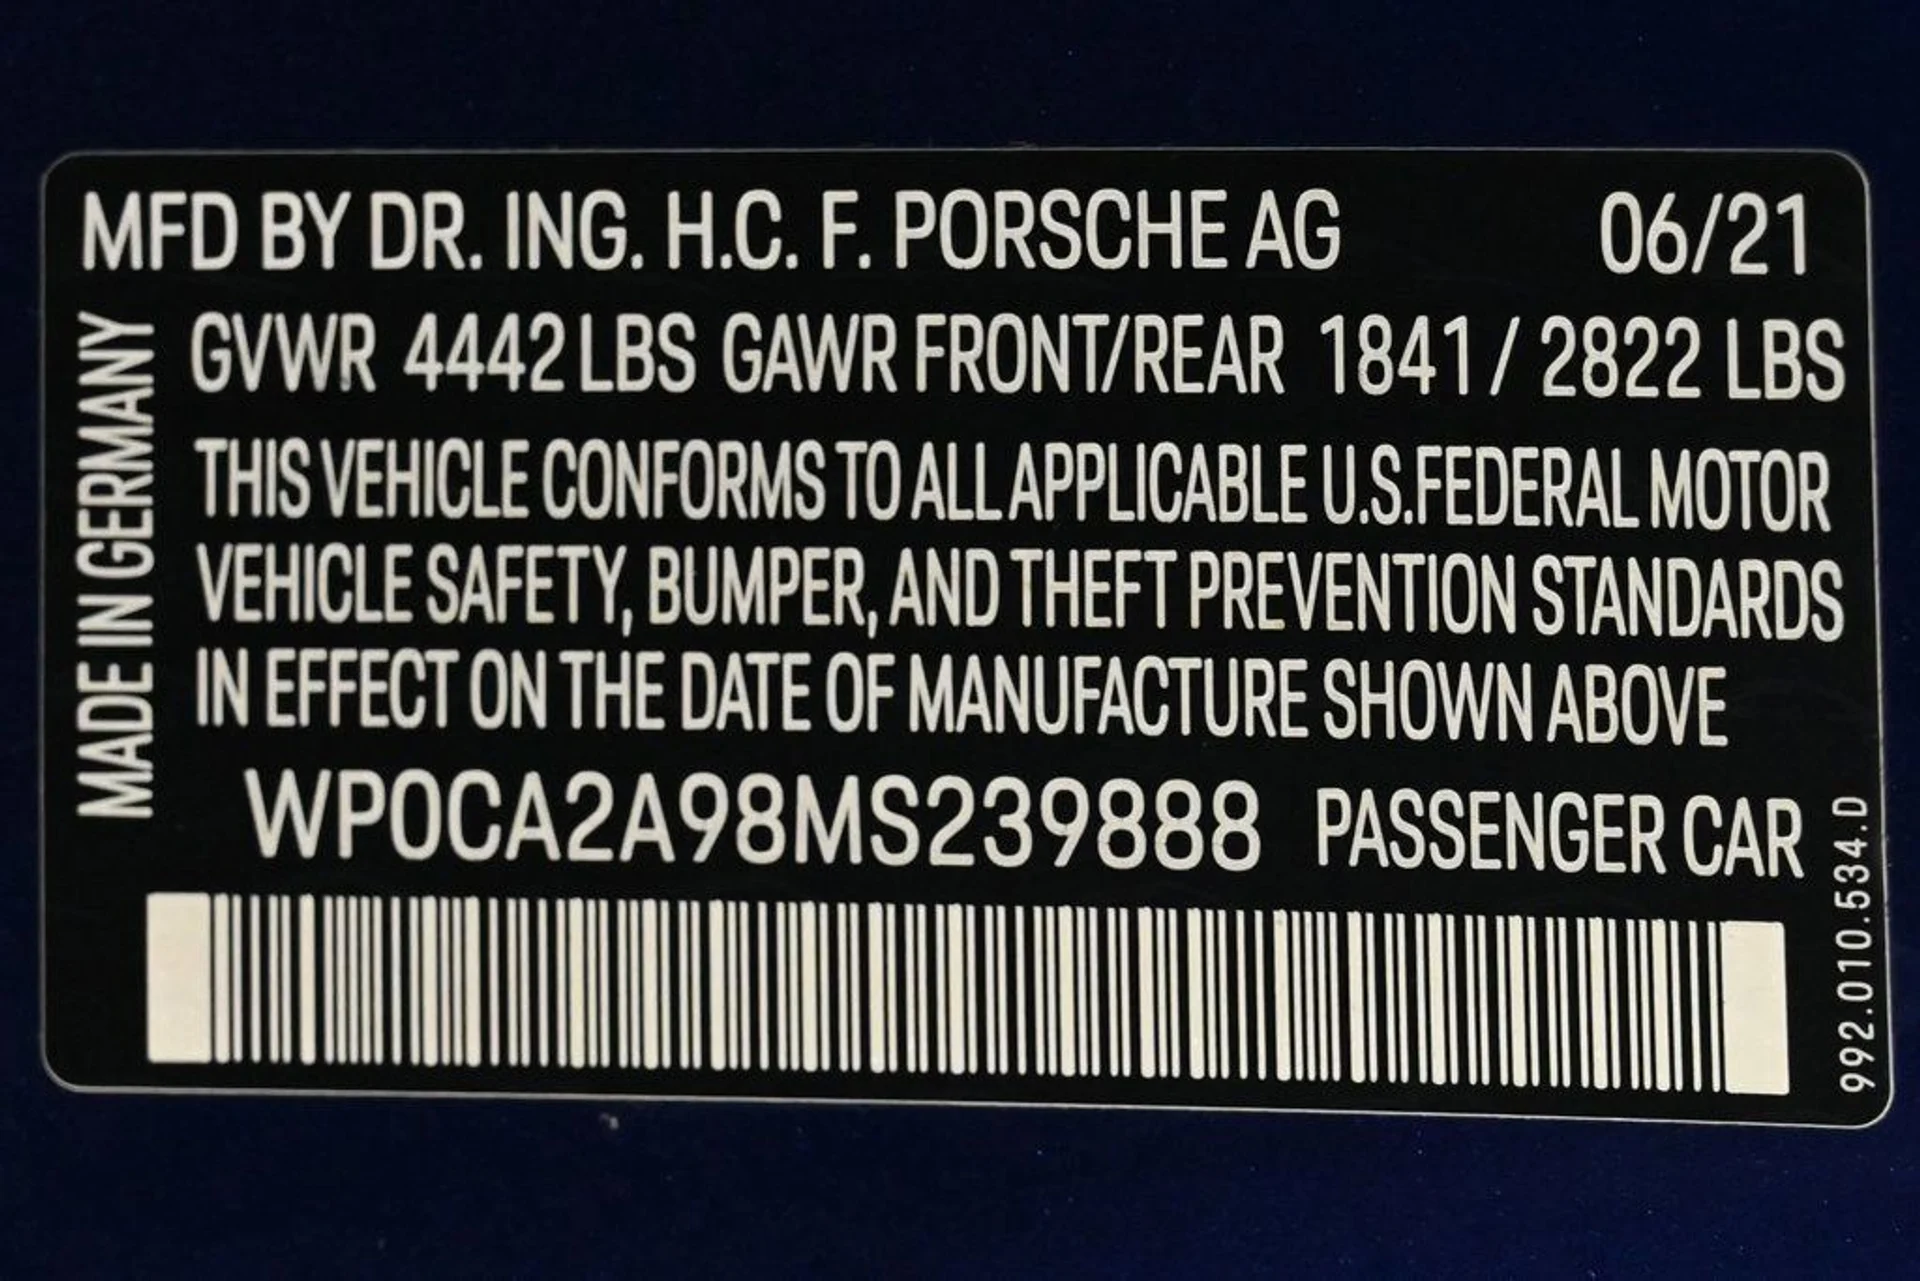 MFD BY DR. ING. H.C. F. PORSCHE AG 06/21
GVWR 4442 LBS GAWR FRONT/REAR 1841 / 2822 LBS
THIS VEHICLE CONFORMS TO ALL APPLICABLE U.S.FEDERAL MOTOR
VEHICLE SAFETY, BUMPER, AND THEFT PREVENTION STANDARDS
IN EFFECT ON THE DATE OF MANUFACTURE SHOWN ABOVE
WP0CA2A98MS239888 PASSENGER CAR
MADE IN GERMANY
992.010.534.D